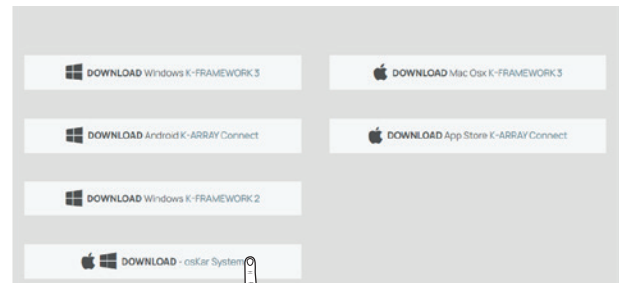 DOWNLOAD Windows K-FRAMEWORK 3
DOWNLOAD Mac Osx K-FRAMEWORK 3
DOWNLOAD Android K-ARRAY Connect
DOWNLOAD App Store K-ARRAY Connect
DOWNLOAD Windows K-FRAMEWORK 2
DOWNLOAD - osKar System